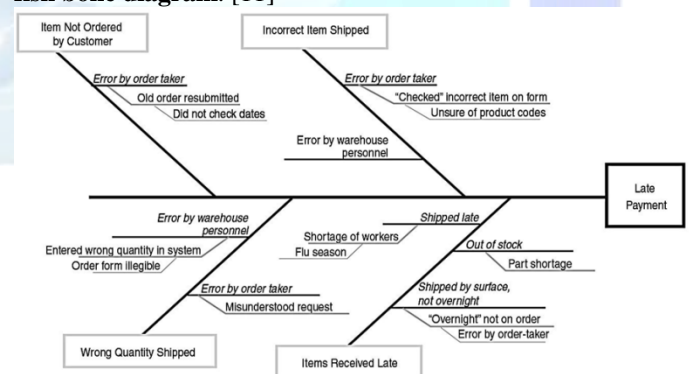 fish bone diagram. [11]
Item Not Ordered
by Customer
Incorrect Item Shipped
Error by order taker
Old order resubmitted
Did not check dates
Error by order taker
"Checked" incorrect item on form
Unsure of product codes
Error by warehouse
personnel
Late
Payment
Error by warehouse
personnel
Entered wrong quantity in system
Order form illegible
Error by order taker
Misunderstood request
Wrong Quantity Shipped
Shipped late
Shortage of workers
Flu season
Out of stock
Part shortage
Shipped by surface,
not overnight
"Overnight" not on order
Error by order-taker
Items Received Late